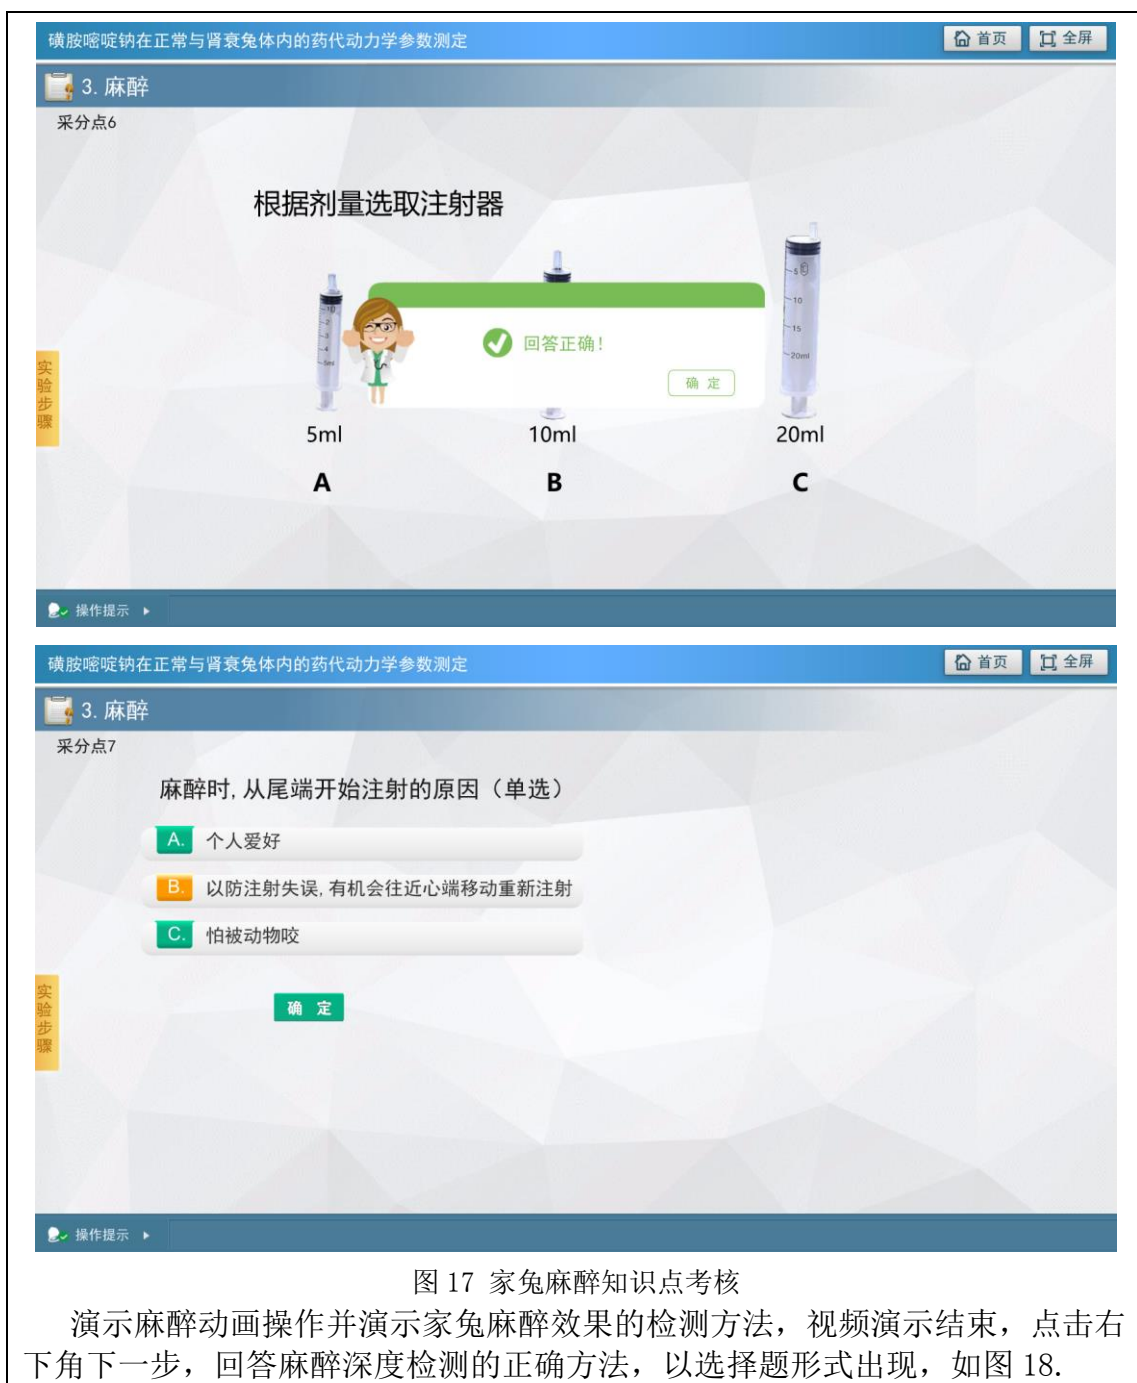 磺胺嘧啶钠在正常与肾衰兔体内的药代动力学参数测定
首页
全屏
3. 麻醉
采分点6
根据剂量选取注射器
回答正确!
确 定
5ml
10ml
20ml
A
B
C
实验步骤
操作提示
磺胺嘧啶钠在正常与肾衰兔体内的药代动力学参数测定
首页
全屏
3. 麻醉
采分点7
麻醉时, 从尾端开始注射的原因（单选）
A. 个人爱好
B. 以防注射失误, 有机会往近心端移动重新注射
C. 怕被动物咬
确 定
实验步骤
操作提示
图 17 家兔麻醉知识点考核
演示麻醉动画操作并演示家兔麻醉效果的检测方法，视频演示结束，点击右
下角下一步，回答麻醉深度检测的正确方法，以选择题形式出现，如图 18.